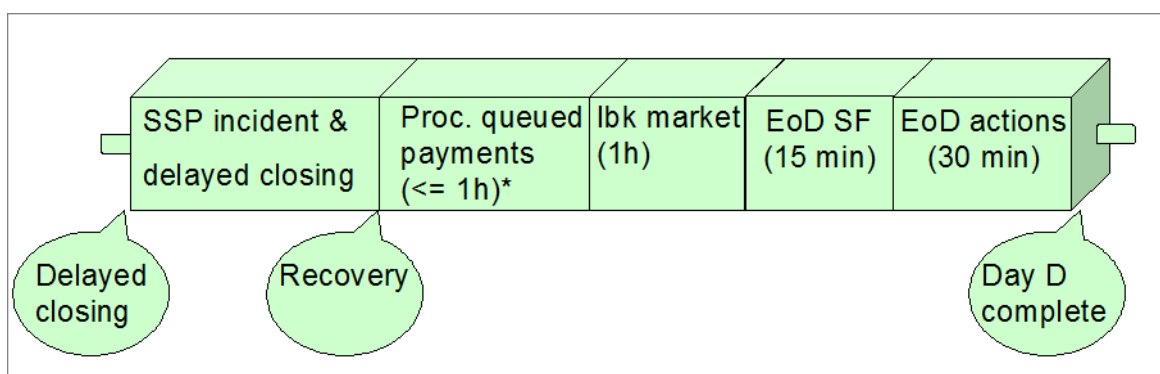 SSP incident &
delayed closing
Proc. queued
payments
(<= 1h)*
Ibk market
(1h)
EoD SF
(15 min)
EoD actions
(30 min)
Delayed
closing
Recovery
Day D
complete